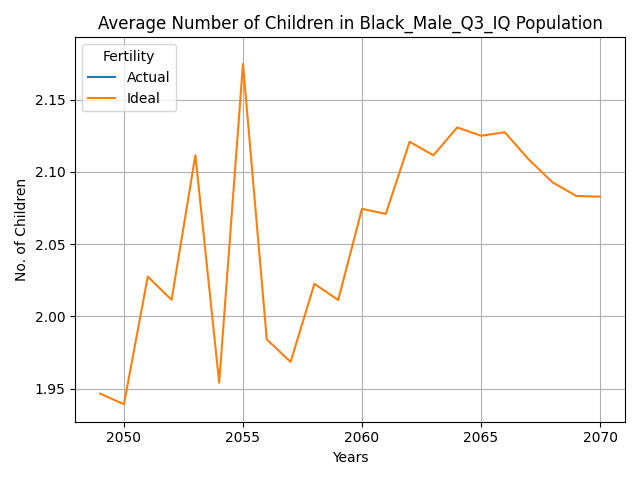 Average Number of Children in Black_Male_Q3_IQ Population
Fertility
Actual
Ideal
No. of Children
2.15
2.10
2.05
2.00
1.95
2050 2055 2060 2065 2070
Years